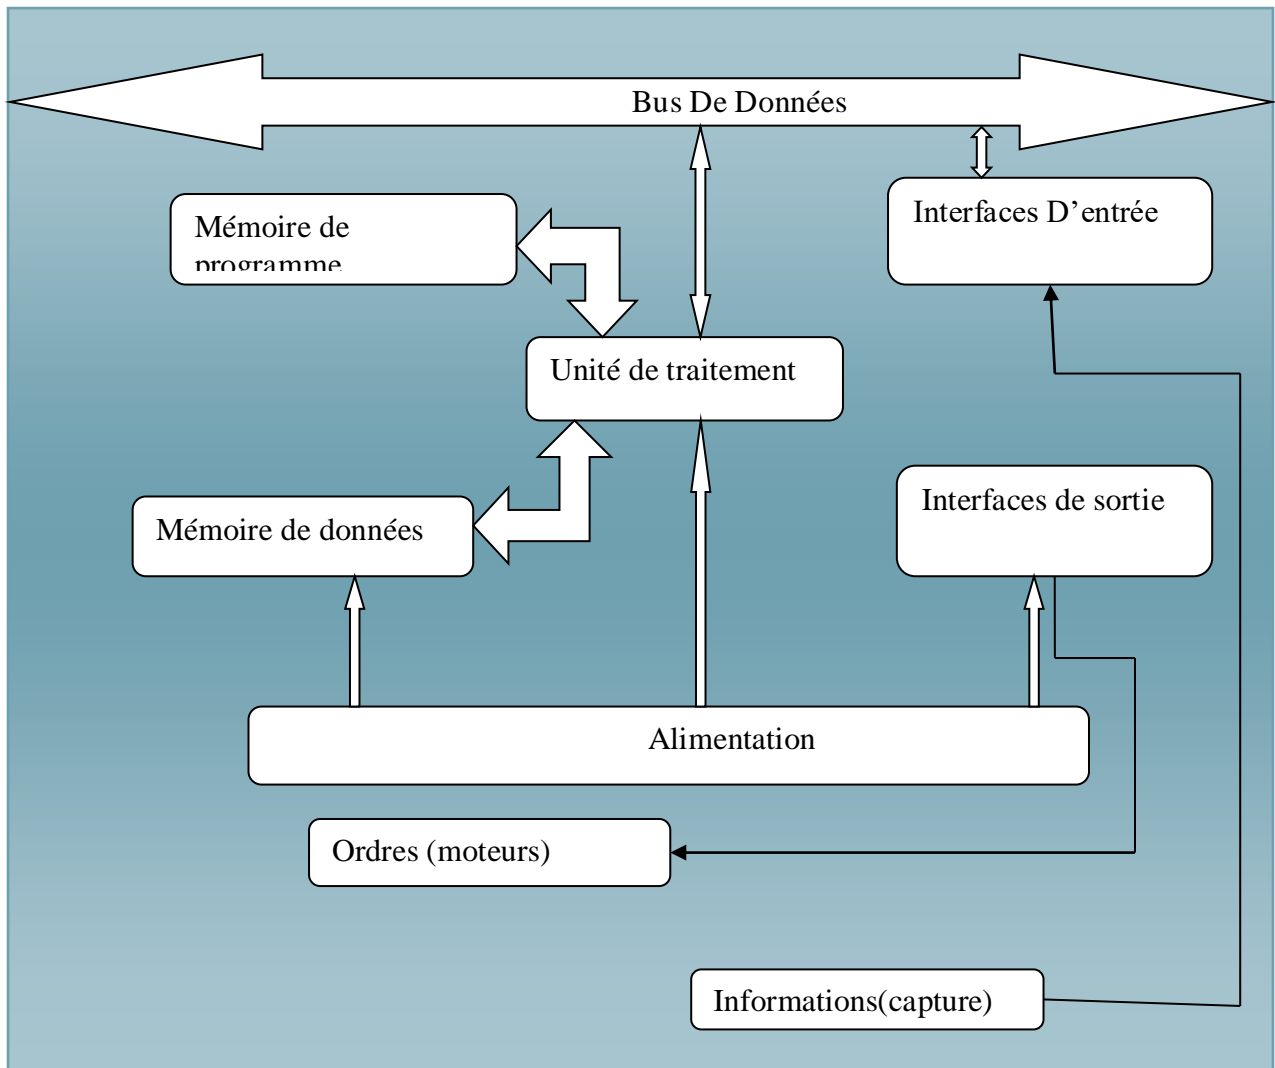 Bus De Données
Mémoire de
programme
Interfaces D’entrée
Unité de traitement
Interfaces de sortie
Mémoire de données
Alimentation
Ordres (moteurs)
Informations(capture)